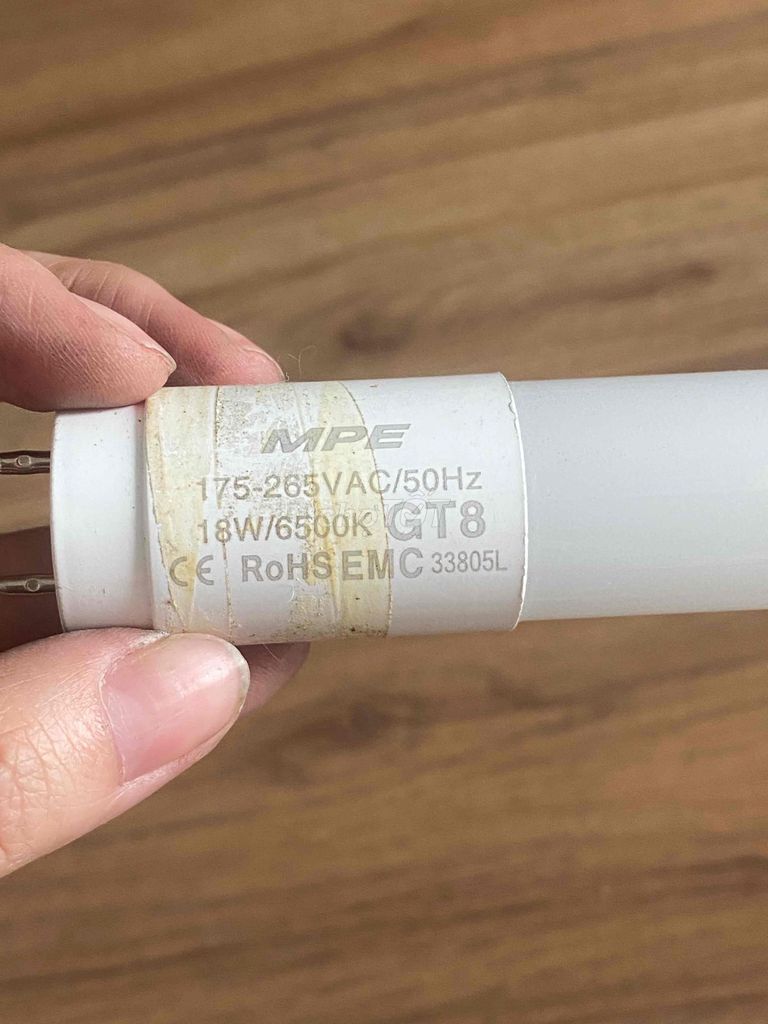 MPE
175-265VAC/50Hz
18W/6500K GT8
CE RoHS EMC 33805L